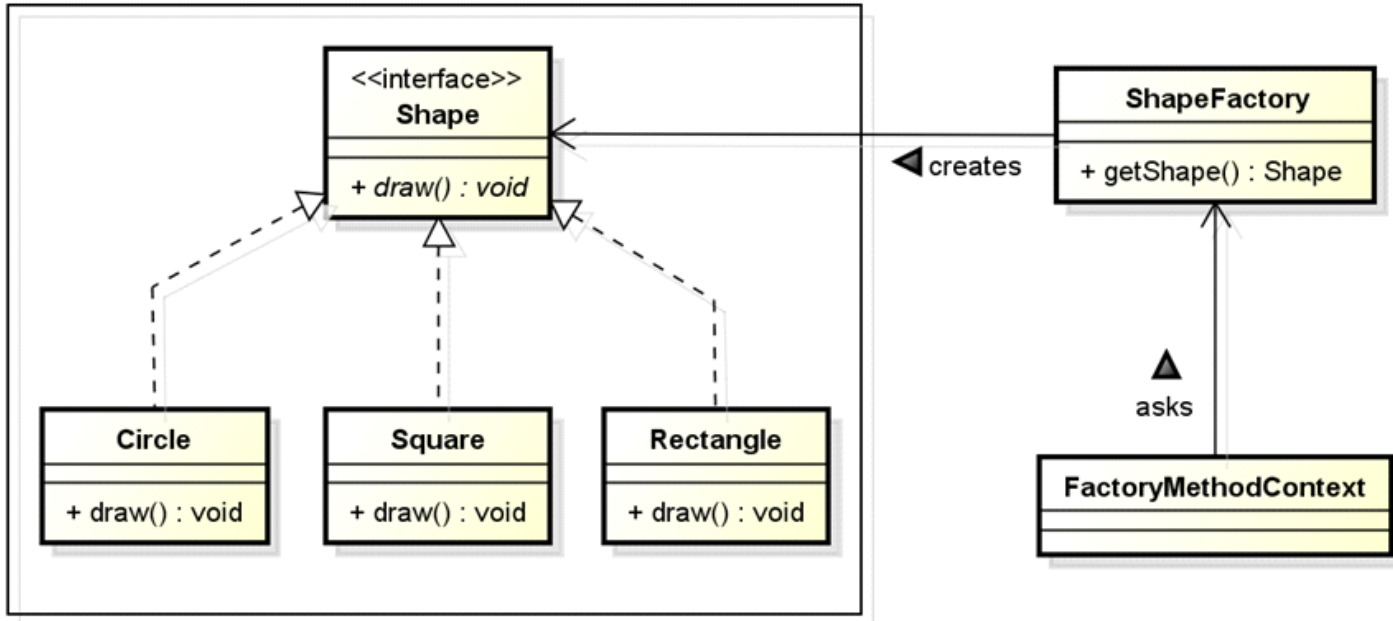 <<interface>>
Shape
+ draw() : void
ShapeFactory
+ getShape() : Shape
creates
asks
Circle
+ draw() : void
Square
+ draw() : void
Rectangle
+ draw() : void
FactoryMethodContext